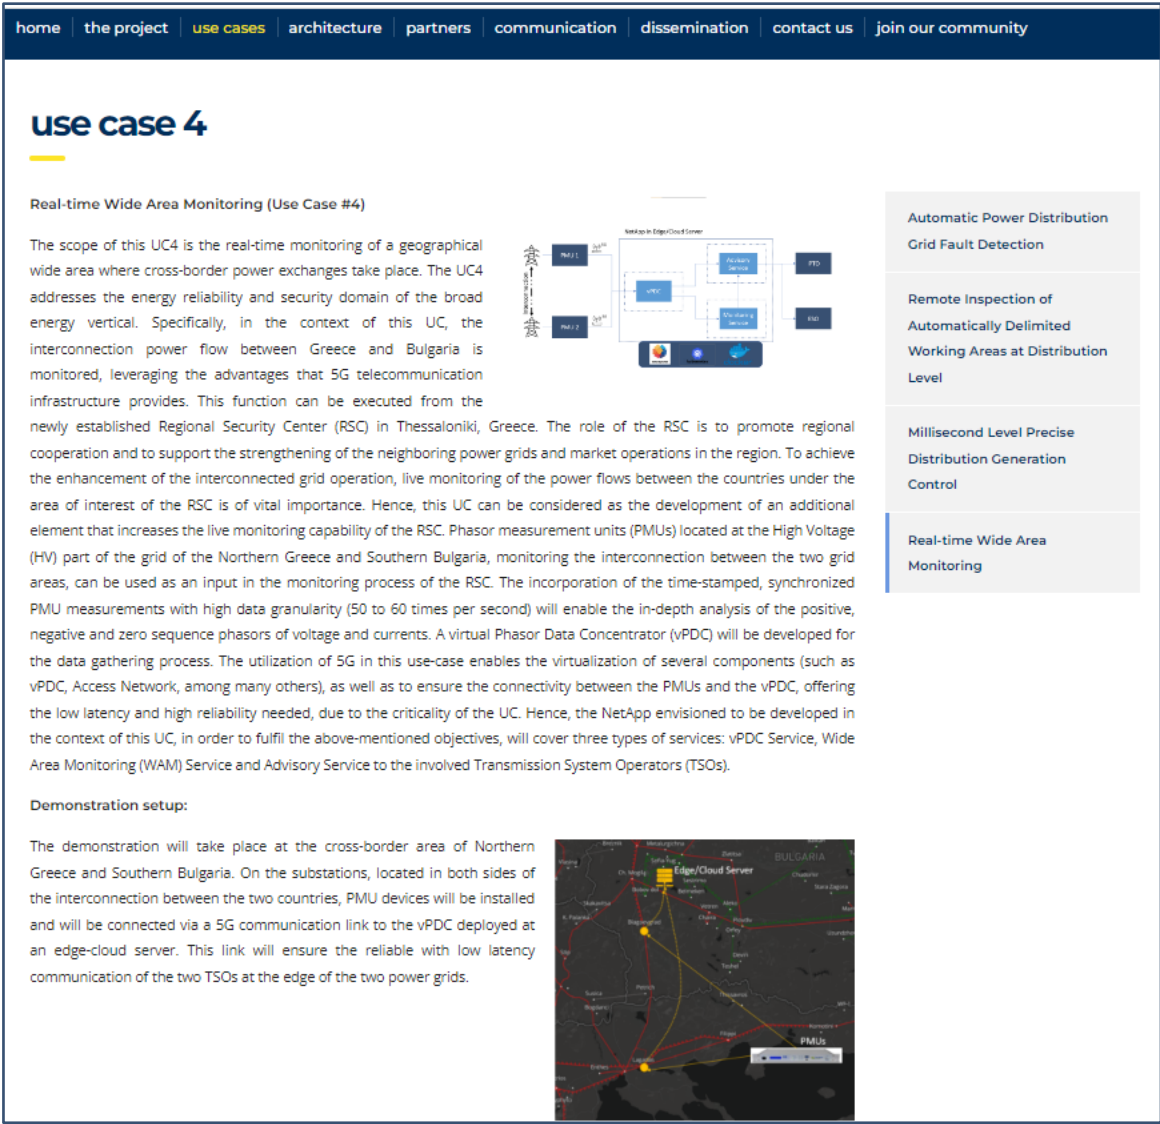 home the project use cases architecture partners communication dissemination contact us join our community
use case 4
Real-time Wide Area Monitoring (Use Case #4)
The scope of this UC4 is the real-time monitoring of a geographical
wide area where cross-border power exchanges take place. The UC4
addresses the energy reliability and security domain of the broad
energy vertical. Specifically, in the context of this UC, the
interconnection power flow between Greece and Bulgaria is
monitored, leveraging the advantages that 5G telecommunication
infrastructure provides. This function can be executed from the
newly established Regional Security Center (RSC) in Thessaloniki, Greece. The role of the RSC is to promote regional
cooperation and to support the strengthening of the neighboring power grids and market operations in the region. To achieve
the enhancement of the interconnected grid operation, live monitoring of the power flows between the countries under the
area of interest of the RSC is of vital importance. Hence, this UC can be considered as the development of an additional
element that increases the live monitoring capability of the RSC. Phasor measurement units (PMUs) located at the High Voltage
(HV) part of the grid of the Northern Greece and Southern Bulgaria, monitoring the interconnection between the two grid
areas, can be used as an input in the monitoring process of the RSC. The incorporation of the time-stamped, synchronized
PMU measurements with high data granularity (50 to 60 times per second) will enable the in-depth analysis of the positive,
negative and zero sequence phasors of voltage and currents. A virtual Phasor Data Concentrator (vPDC) will be developed for
the data gathering process. The utilization of 5G in this use-case enables the virtualization of several components (such as
vPDC, Access Network, among many others), as well as to ensure the connectivity between the PMUs and the vPDC, offering
the low latency and high reliability needed, due to the criticality of the UC. Hence, the NetApp envisioned to be developed in
the context of this UC, in order to fulfil the above-mentioned objectives, will cover three types of services: vPDC Service, Wide
Area Monitoring (WAM) Service and Advisory Service to the involved Transmission System Operators (TSOs).
NetApp in Edge/Cloud Server
Interconnection
PMU 1
PMU 2
vPDC
Advisory
Service
Monitoring
Service
Demonstration setup:
The demonstration will take place at the cross-border area of Northern
Greece and Southern Bulgaria. On the substations, located in both sides of
the interconnection between the two countries, PMU devices will be installed
and will be connected via a 5G communication link to the vPDC deployed at
an edge-cloud server. This link will ensure the reliable with low latency
communication of the two TSOs at the edge of the two power grids.
BULGARIA
Edge/Cloud Server
Blagoevgrad
Plovdiv
Petrich
PMUs
Automatic Power Distribution
Grid Fault Detection
Remote Inspection of
Automatically Delimited
Working Areas at Distribution
Level
Millisecond Level Precise
Distribution Generation
Control
Real-time Wide Area
Monitoring